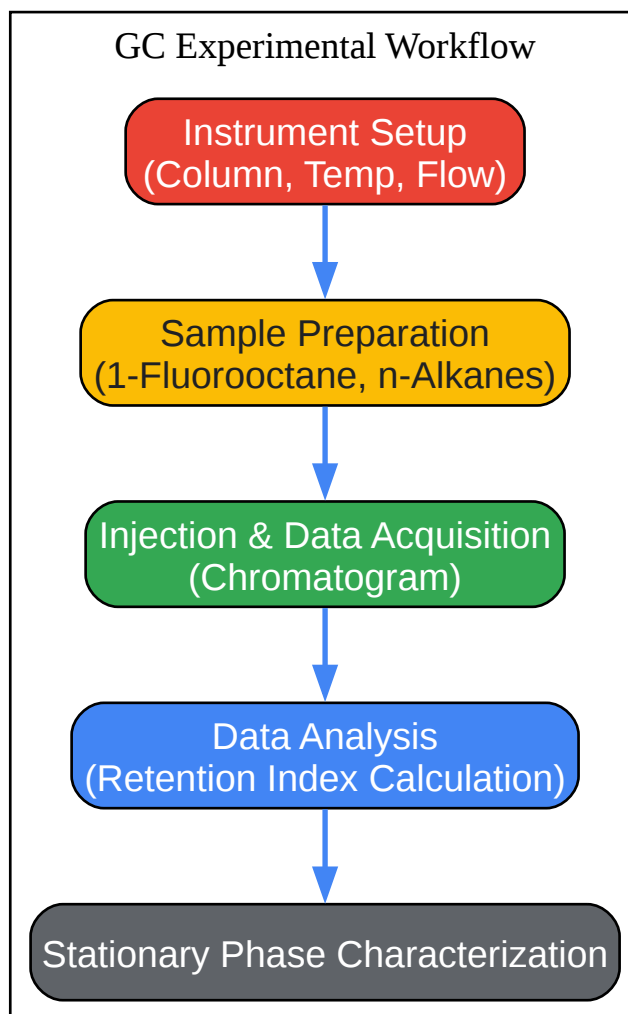 GC Experimental Workflow
Instrument Setup
(Column, Temp, Flow)
Sample Preparation
(1-Fluorooctane, n-Alkanes)
Injection & Data Acquisition
(Chromatogram)
Data Analysis
(Retention Index Calculation)
Stationary Phase Characterization